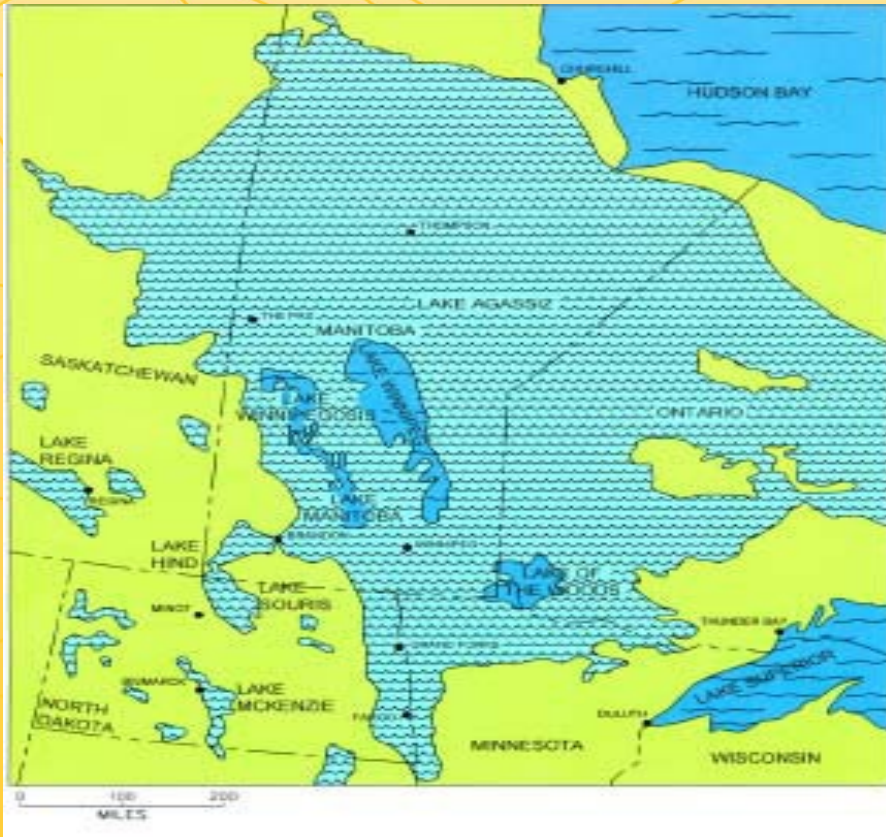 CHURCHILL
HUDSON BAY
THOMPSON
LAKE AGASSIZ
THE PAS
MANITOBA
SASKATCHEWAN
LAKE WINNIPEG
LAKE
WINNIPEGOSIS
ONTARIO
LAKE
REGINA
REGINA
LAKE
MANITOBA
BRANDON
WINNIPEG
LAKE
HIND
LAKE OF
THE WOODS
LAKE
SOURIS
MINOT
THUNDER BAY
GRAND FORKS
LAKE SUPERIOR
BISMARCK
LAKE
MCKENZIE
NORTH
DAKOTA
FARGO
DULUTH
MINNESOTA
WISCONSIN
0 100 200
MILES